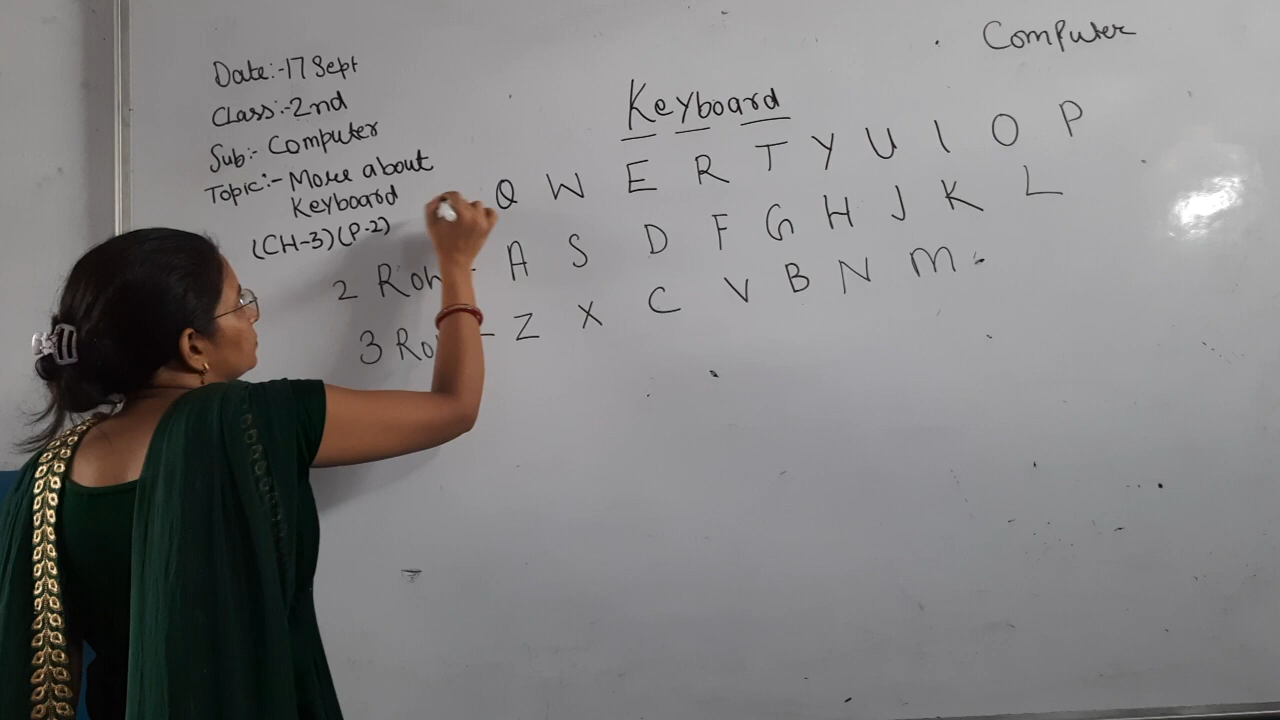 Computer
Date:-17 Sept
Class:-2nd
Sub:- Computer
Topic:- More about
Keyboard
(CH-3)(P-2)
Keyboard
Q W E R T Y U I O P
2 Row - A S D F G H J K L
3 Row - Z X C V B N M.